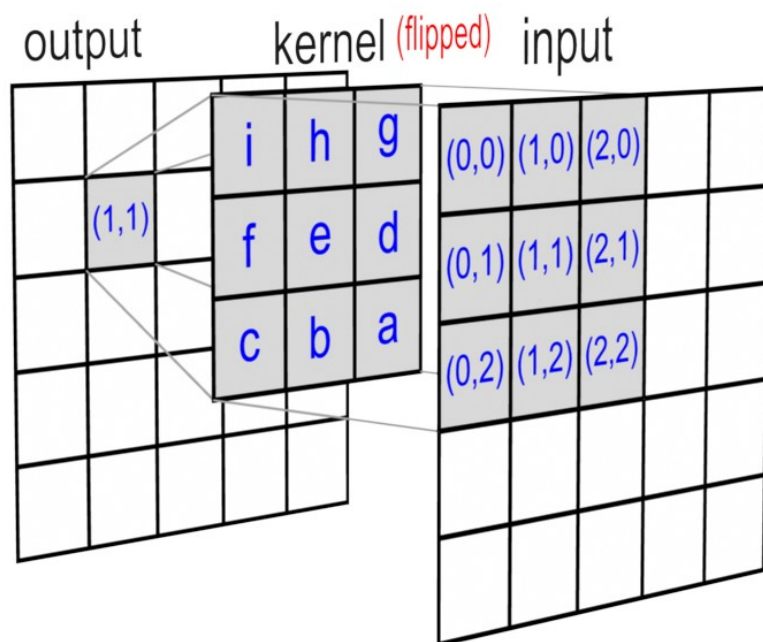 output kernel (flipped) input
i h g
f e d
c b a
(1,1)
(0,0) (1,0) (2,0)
(0,1) (1,1) (2,1)
(0,2) (1,2) (2,2)